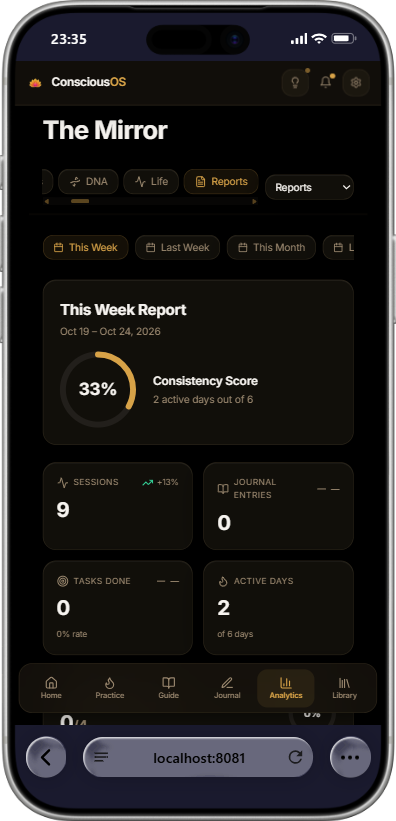 23:35
ConsciousOS
The Mirror
DNA
Life
Reports
Reports
This Week
Last Week
This Month
L
This Week Report
Oct 19 – Oct 24, 2026
33%
Consistency Score
2 active days out of 6
SESSIONS
+13%
9
JOURNAL
ENTRIES
— —
0
TASKS DONE
— —
0
0% rate
ACTIVE DAYS
2
of 6 days
Home
Practice
Guide
Journal
Analytics
Library
0/4
0%
localhost:8081